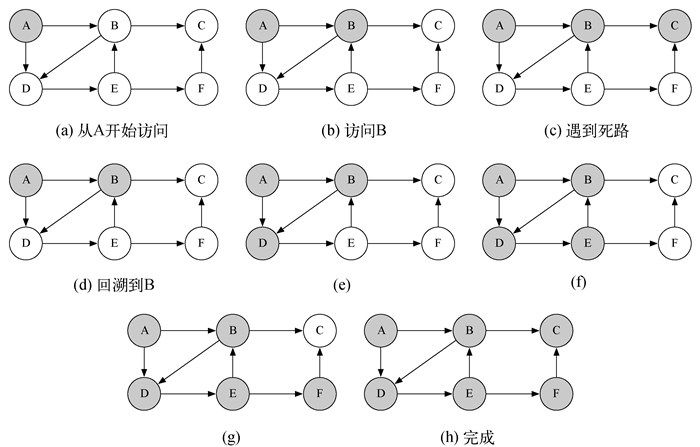 A B C A B C A B C
D E F D E F D E F
(a) 从A开始访问 (b) 访问B (c) 遇到死路
A B C A B C A B C
D E F D E F D E F
(d) 回溯到B (e) (f)
A B C A B C
D E F D E F
(g) (h) 完成